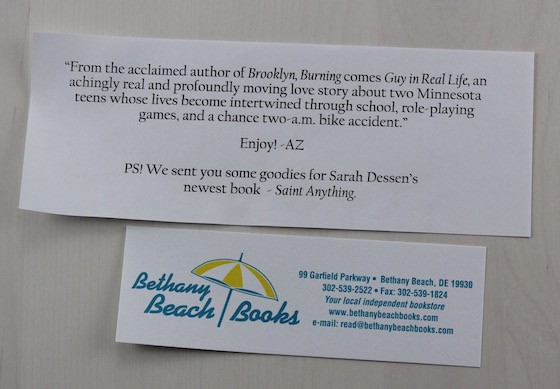 “From the acclaimed author of Brooklyn, Burning comes Guy in Real Life, an
achingly real and profoundly moving love story about two Minnesota
teens whose lives become intertwined through school, role-playing
games, and a chance two-a.m. bike accident.”
Enjoy! -AZ
PS! We sent you some goodies for Sarah Dessen’s
newest book - Saint Anything.
Bethany
Beach Books
99 Garfield Parkway • Bethany Beach, DE 19930
302-539-2522 • Fax: 302-539-1824
Your local independent bookstore
www.bethanybeachbooks.com
e-mail: read@bethanybeachbooks.com